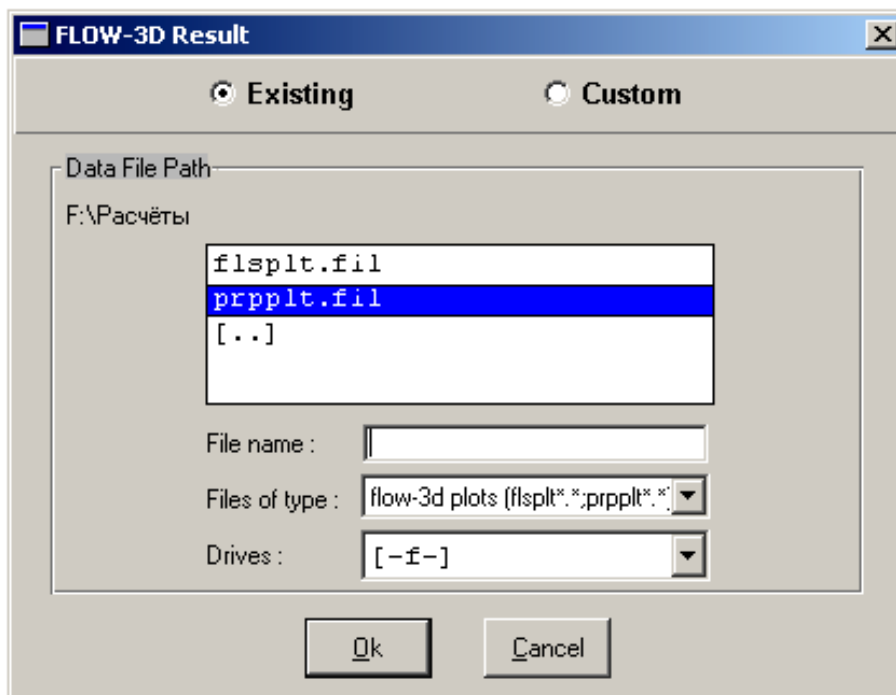 FLOW-3D Result
Existing Custom
Data File Path
F:\Расчёты
flsplt.fil
prpplt.fil
[..]
File name :
Files of type : flow-3d plots (flsplt*.*;prpplt*.*)
Drives : [-f-]
Ok Cancel